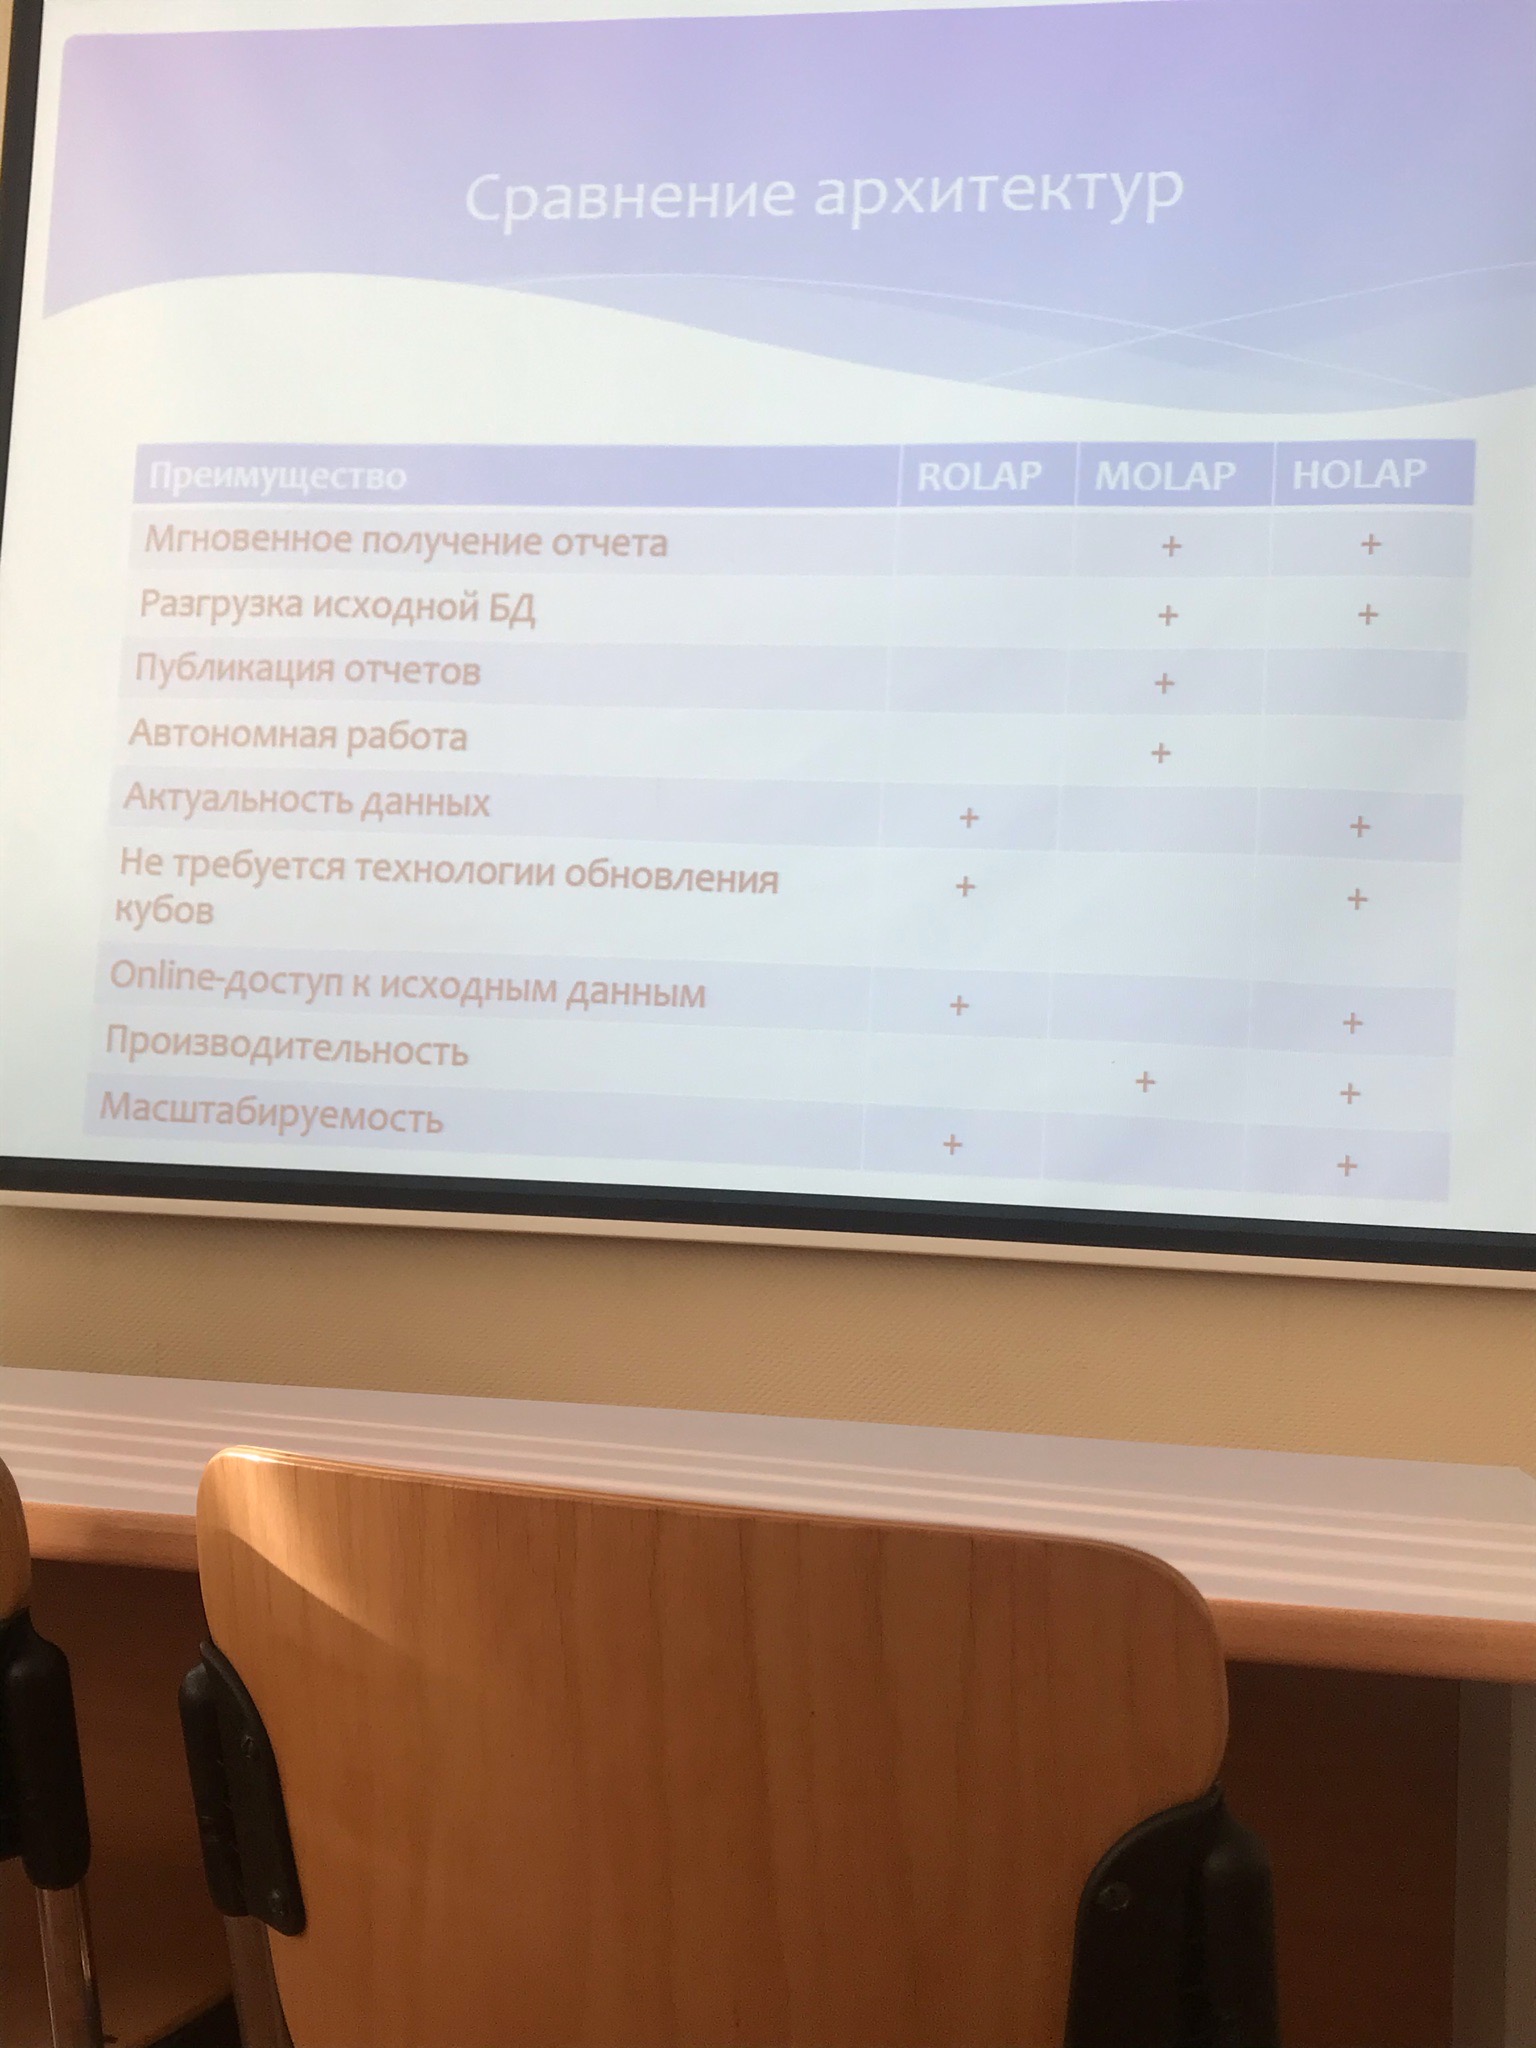 Сравнение архитектур
Преимущество ROLAP MOLAP HOLAP
Мгновенное получение отчета + +
Разгрузка исходной БД + +
Публикация отчетов +
Автономная работа +
Актуальность данных + +
Не требуется технологии обновления
кубов + +
Online-доступ к исходным данным + +
Производительность + +
Масштабируемость + +